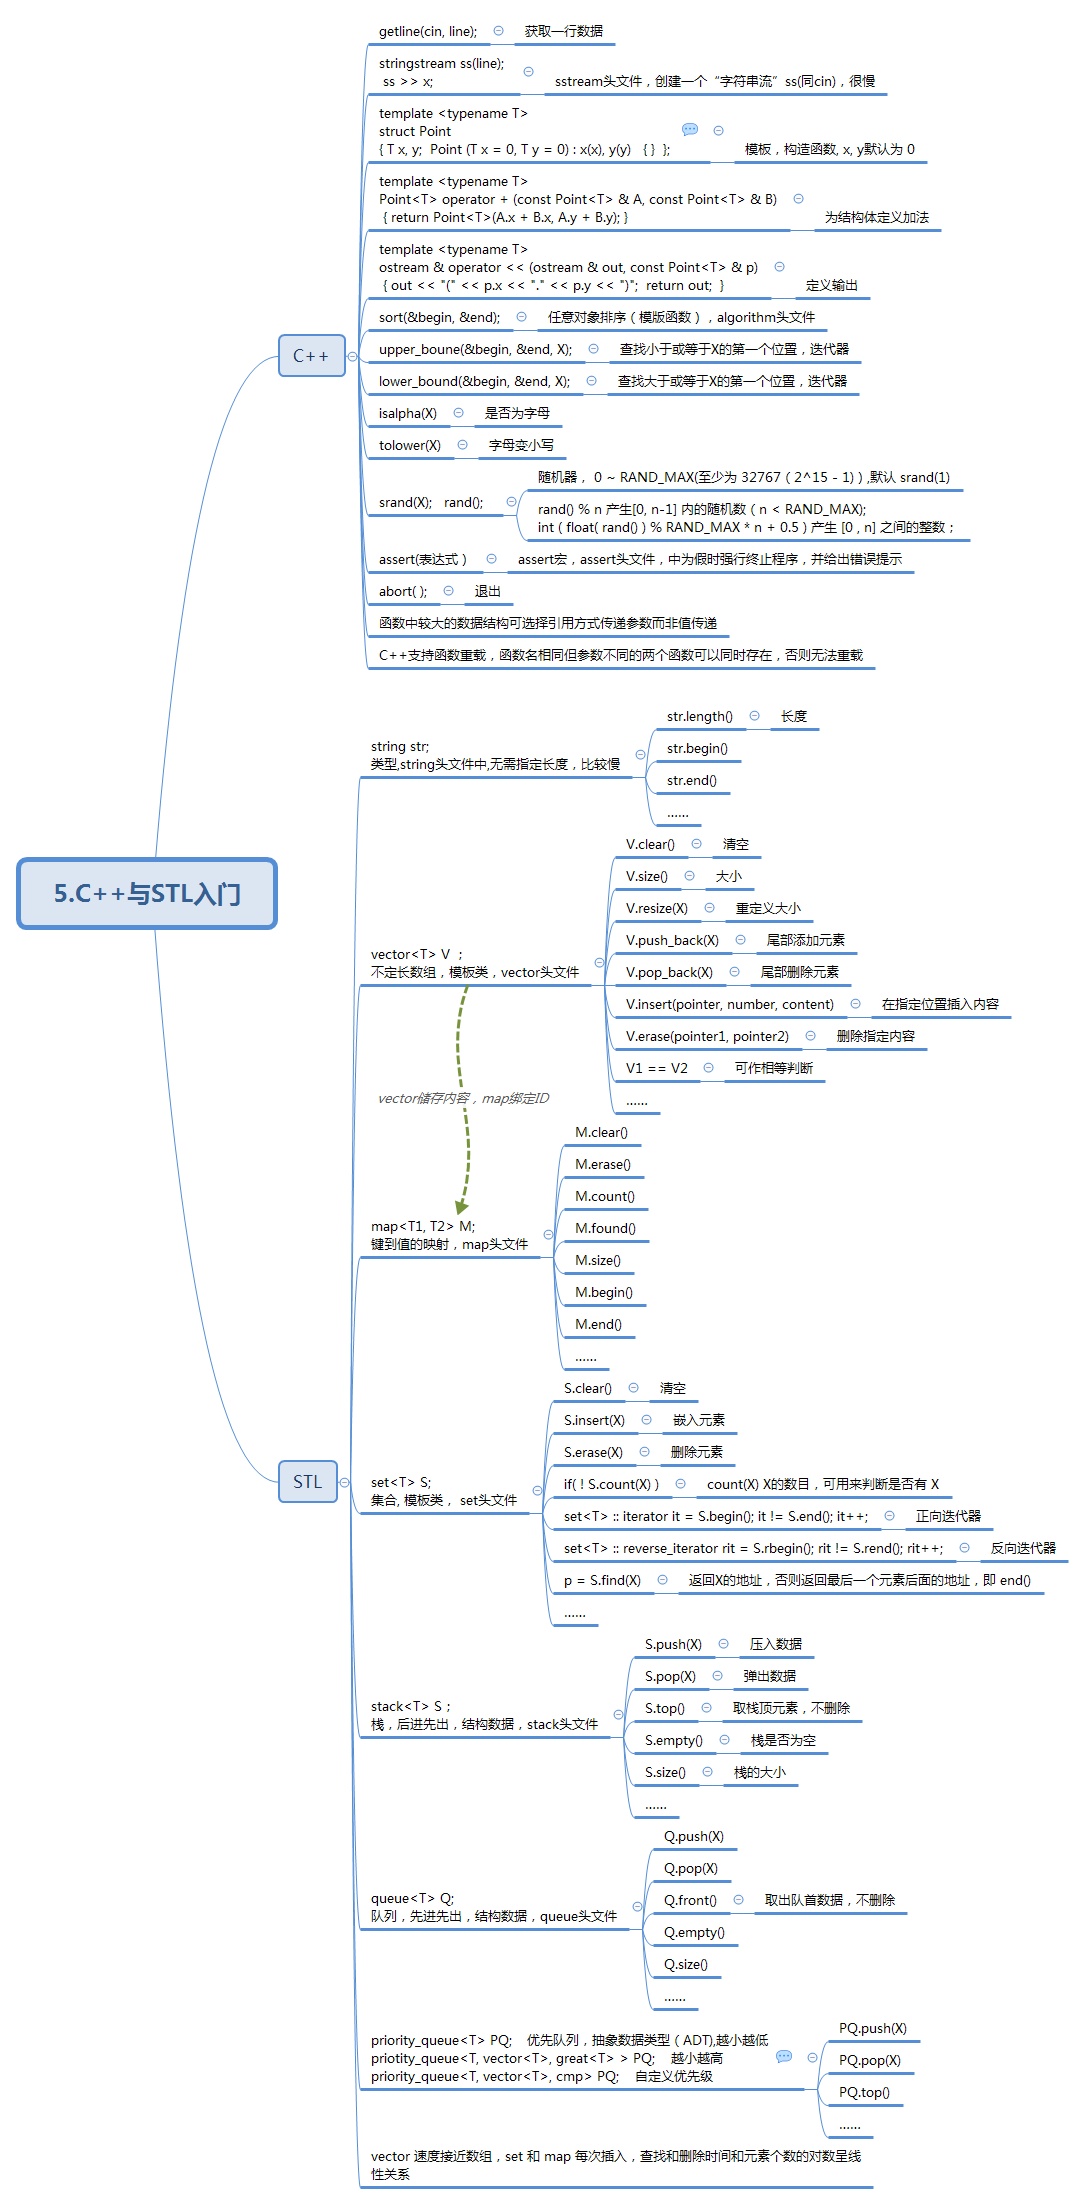 getline(cin, line);
获取一行数据
stringstream ss(line);
ss >> x;
sstream头文件，创建一个“字符串流”ss(同cin)，很慢
template <typename T>
struct Point
{ T x, y;  Point (T x = 0, T y = 0) : x(x), y(y)   { }  };
模板，构造函数, x, y默认为 0
template <typename T>
Point<T> operator + (const Point<T> & A, const Point<T> & B)
{ return Point<T>(A.x + B.x, A.y + B.y); }
为结构体定义加法
template <typename T>
ostream & operator << (ostream & out, const Point<T> & p)
{ out << "(" << p.x << "." << p.y << ")";  return out;  }
定义输出
sort(&begin, &end);
任意对象排序（模版函数），algorithm头文件
C++
upper_boune(&begin, &end, X);
查找小于或等于X的第一个位置，迭代器
lower_bound(&begin, &end, X);
查找大于或等于X的第一个位置，迭代器
isalpha(X)
是否为字母
tolower(X)
字母变小写
srand(X);   rand();
随机器， 0 ~ RAND_MAX(至少为 32767（2^15 - 1)）,默认 srand(1)
rand() % n 产生[0, n-1] 内的随机数（n < RAND_MAX);
int ( float( rand() ) % RAND_MAX * n + 0.5 ) 产生 [0 , n] 之间的整数；
assert(表达式 )
assert宏，assert头文件，中为假时强行终止程序，并给出错误提示
abort( );
退出
函数中较大的数据结构可选择引用方式传递参数而非值传递
C++支持函数重载，函数名相同但参数不同的两个函数可以同时存在，否则无法重载
5.C++与STL入门
STL
string str;
类型,string头文件中,无需指定长度，比较慢
str.length()
长度
str.begin()
str.end()
......
vector<T> V ；
不定长数组，模板类，vector头文件
V.clear()
清空
V.size()
大小
V.resize(X)
重定义大小
V.push_back(X)
尾部添加元素
V.pop_back(X)
尾部删除元素
V.insert(pointer, number, content)
在指定位置插入内容
V.erase(pointer1, pointer2)
删除指定内容
V1 == V2
可作相等判断
......
vector储存内容，map绑定ID
map<T1, T2> M;
键到值的映射，map头文件
M.clear()
M.erase()
M.count()
M.found()
M.size()
M.begin()
M.end()
......
set<T> S;
集合, 模板类， set头文件
S.clear()
清空
S.insert(X)
嵌入元素
S.erase(X)
删除元素
if( ! S.count(X) )
count(X) X的数目，可用来判断是否有 X
set<T> :: iterator it = S.begin(); it != S.end(); it++;
正向迭代器
set<T> :: reverse_iterator rit = S.rbegin(); rit != S.rend(); rit++;
反向迭代器
p = S.find(X)
返回X的地址，否则返回最后一个元素后面的地址，即 end()
......
stack<T> S ;
栈，后进先出，结构数据，stack头文件
S.push(X)
压入数据
S.pop(X)
弹出数据
S.top()
取栈顶元素，不删除
S.empty()
栈是否为空
S.size()
栈的大小
......
queue<T> Q;
队列，先进先出，结构数据，queue头文件
Q.push(X)
Q.pop(X)
Q.front()
取出队首数据，不删除
Q.empty()
Q.size()
......
priority_queue<T> PQ;    优先队列，抽象数据类型（ADT),越小越低
priotity_queue<T, vector<T>, great<T> > PQ;    越小越高
priority_queue<T, vector<T>, cmp> PQ;    自定义优先级
PQ.push(X)
PQ.pop(X)
PQ.top()
......
vector 速度接近数组，set 和 map 每次插入，查找和删除时间和元素个数的对数呈线
性关系